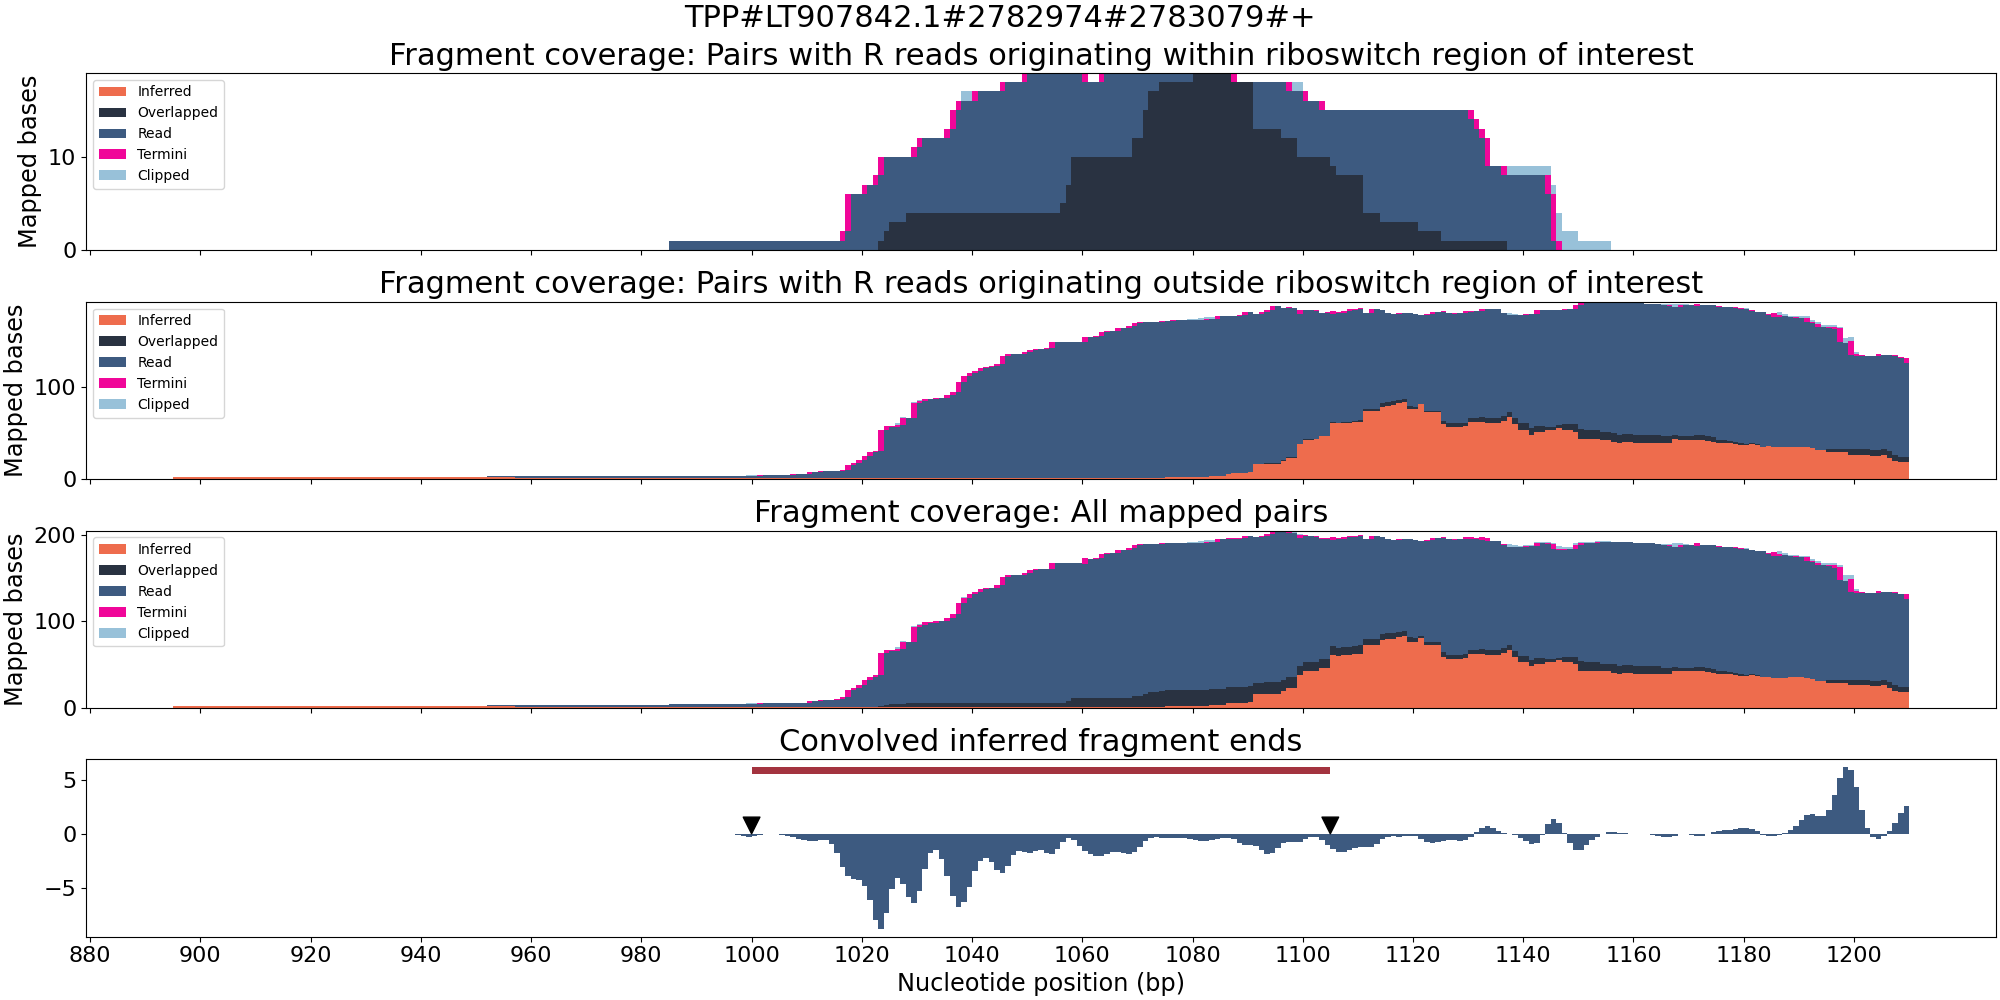 TPP#LT907842.1#2782974#2783079#+
Fragment coverage: Pairs with R reads originating within riboswitch region of interest
Mapped bases
10
0
Inferred
Overlapped
Read
Termini
Clipped
Fragment coverage: Pairs with R reads originating outside riboswitch region of interest
Mapped bases
100
0
Inferred
Overlapped
Read
Termini
Clipped
Fragment coverage: All mapped pairs
Mapped bases
200
100
0
Inferred
Overlapped
Read
Termini
Clipped
Convolved inferred fragment ends
5
0
−5
880 900 920 940 960 980 1000 1020 1040 1060 1080 1100 1120 1140 1160 1180 1200
Nucleotide position (bp)